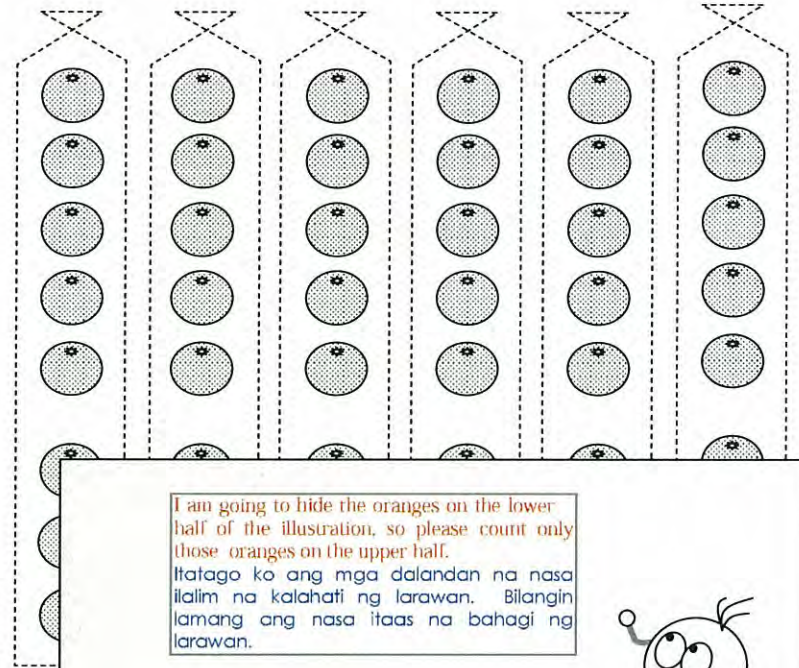 I am going to hide the oranges on the lower
half of the illustration, so please count only
those oranges on the upper half.
Itatago ko ang mga dalandan na nasa
ilalim na kalahati ng larawan. Bilangin
lamang ang nasa itaas na bahagi ng
larawan.